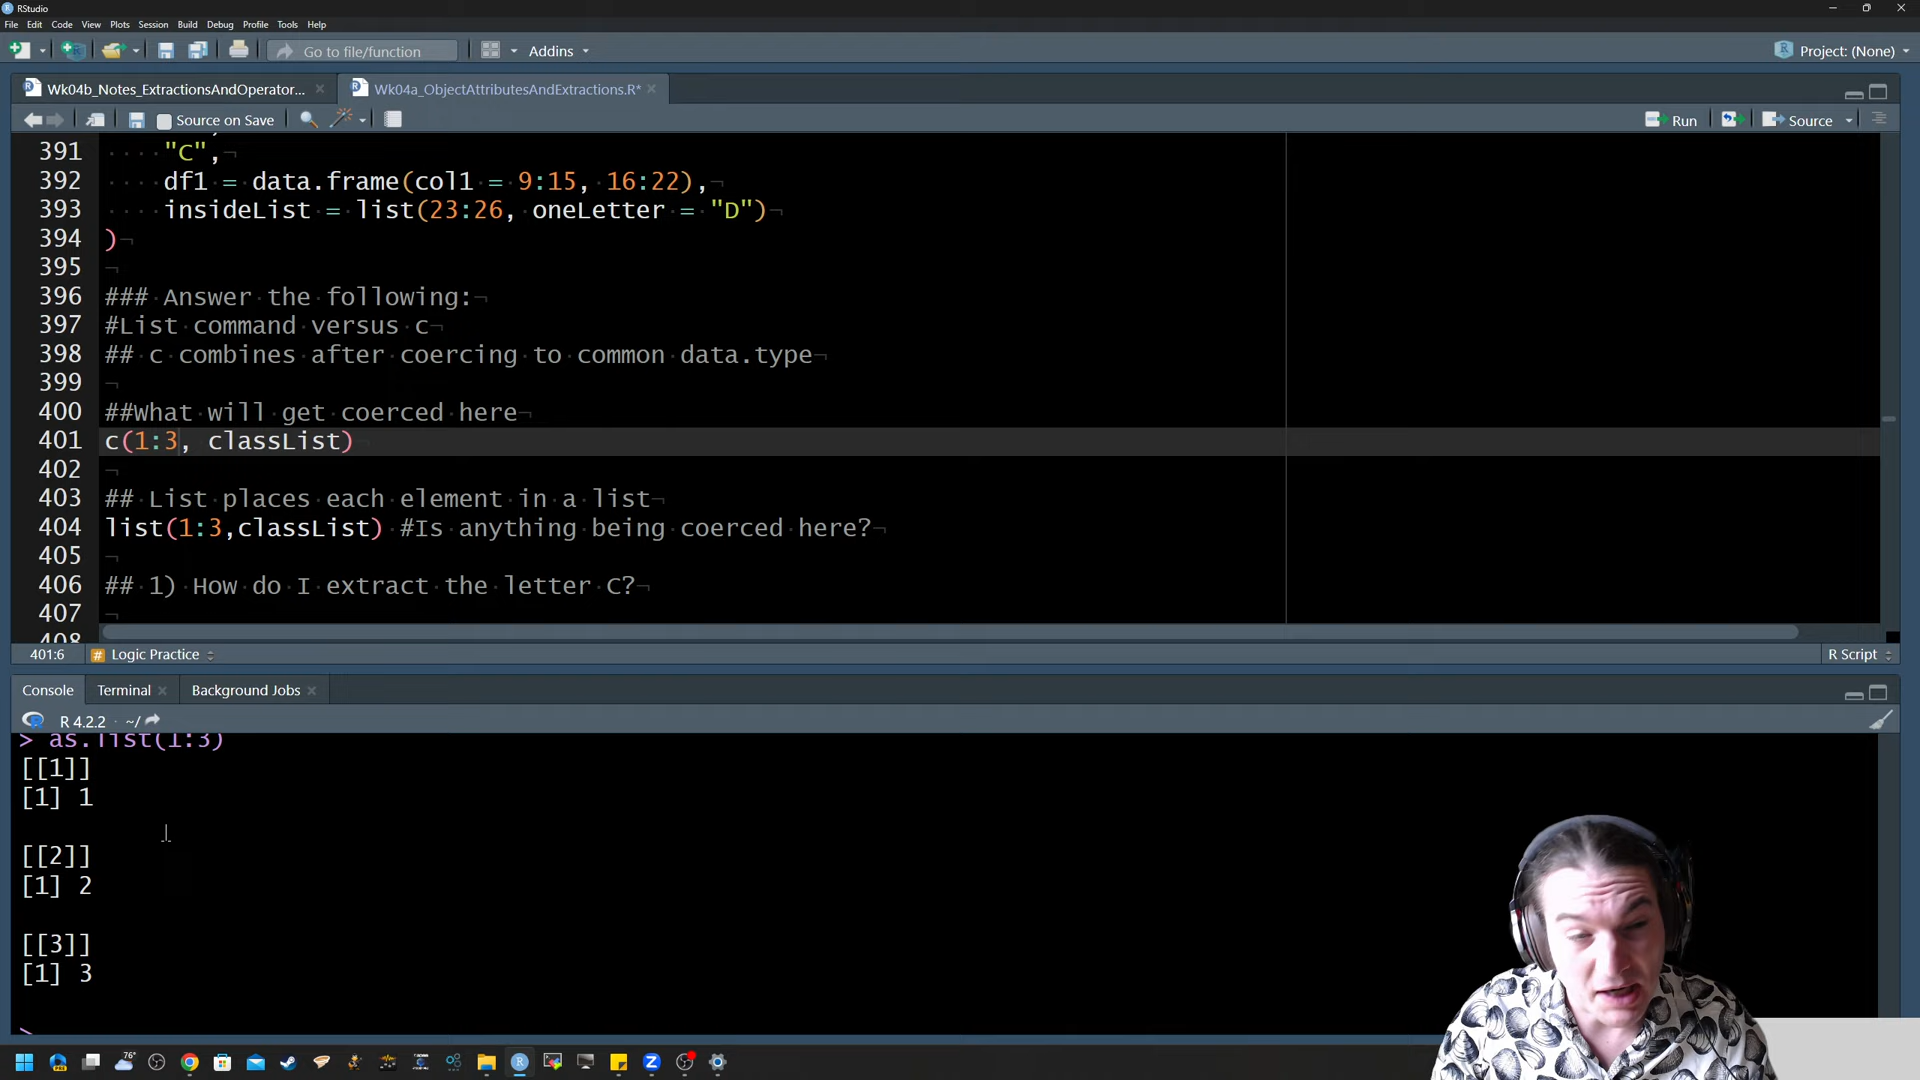 RStudio
File Edit Code View Plots Session Build Debug Profile Tools Help
Go to file/function Addins Project: (None)
Wk04b_Notes_ExtractionsAndOperator... Wk04a_ObjectAttributesAndExtractions.R*
Source on Save Run Source
391 "C",
392 df1 = data.frame(col1 = 9:15, 16:22),
393 insideList = list(23:26, oneLetter = "D")
394 )
395
396 ### Answer the following:
397 #List command versus c
398 ## c combines after coercing to common data.type
399
400 ##What will get coerced here
401 c(1:3, classList)
402
403 ## List places each element in a list
404 list(1:3,classList) #Is anything being coerced here?
405
406 ## 1) How do I extract the letter C?
407
408
401:6 # Logic Practice R Script
Console Terminal Background Jobs
R 4.2.2 · ~/
> as.list(1:3)
[[1]]
[1] 1
[[2]]
[1] 2
[[3]]
[1] 3
>
76°